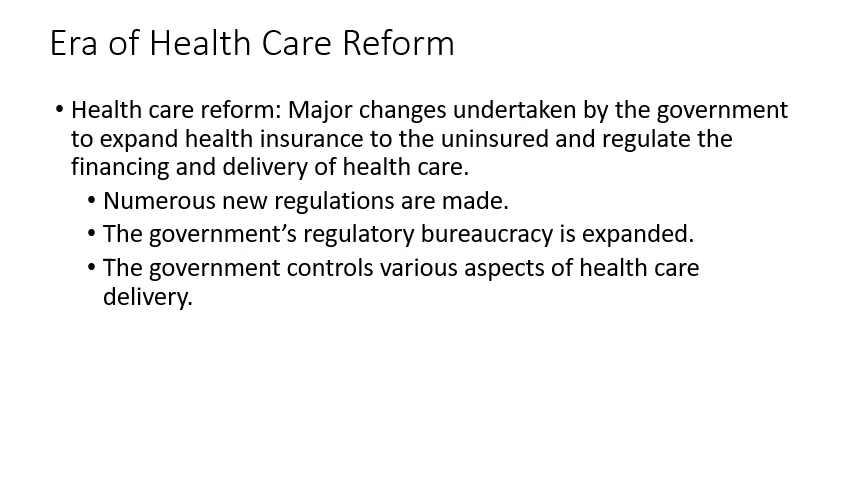 Era of Health Care Reform
• Health care reform: Major changes undertaken by the government
to expand health insurance to the uninsured and regulate the
financing and delivery of health care.
• Numerous new regulations are made.
• The government’s regulatory bureaucracy is expanded.
• The government controls various aspects of health care
delivery.